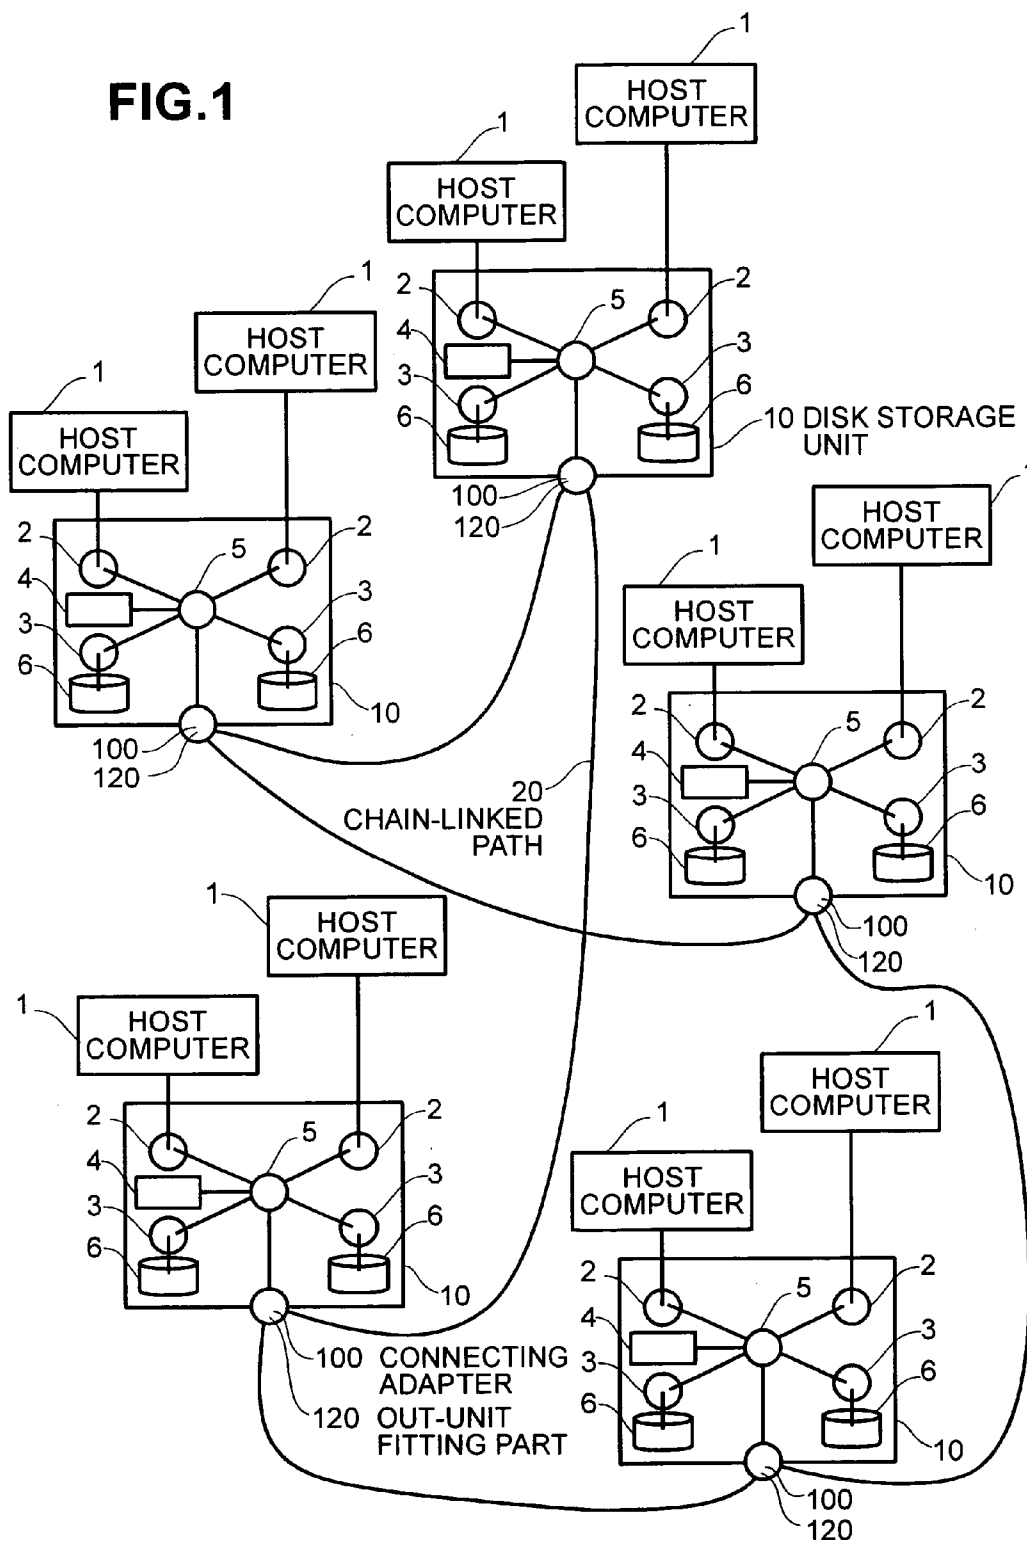 FIG.1
1
HOST
COMPUTER
1
HOST
COMPUTER
2
2
5
4
3
3
6
6
10 DISK STORAGE
UNIT
100
120
1
HOST
COMPUTER
1
HOST
COMPUTER
2
2
5
4
3
3
6
6
10
100
120
1
HOST
COMPUTER
1
HOST
COMPUTER
2
2
5
4
3
3
6
6
10
100
120
20
CHAIN-LINKED
PATH
1
HOST
COMPUTER
1
HOST
COMPUTER
2
2
5
4
3
3
6
6
10
100 CONNECTING
ADAPTER
120 OUT-UNIT
FITTING PART
1
HOST
COMPUTER
1
HOST
COMPUTER
2
2
5
4
3
3
6
6
10
100
120